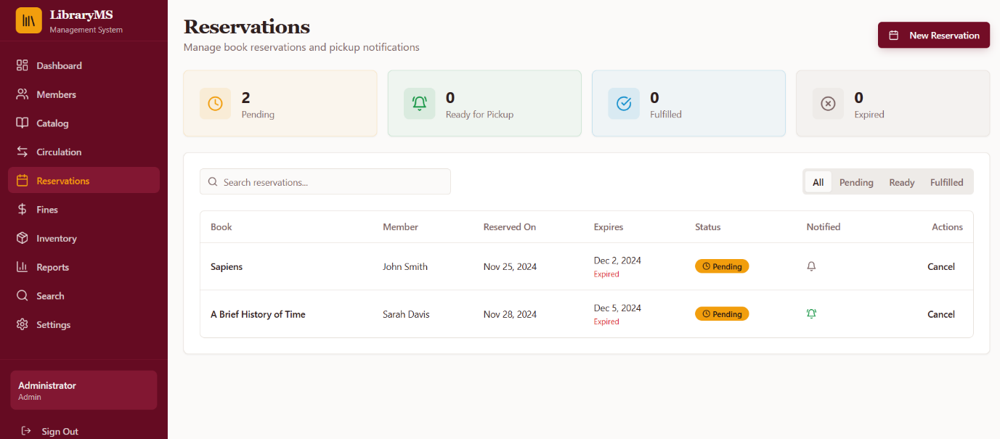 LibraryMS
Management System
Dashboard
Members
Catalog
Circulation
Reservations
Fines
Inventory
Reports
Search
Settings
Administrator
Admin
Sign Out
Reservations
Manage book reservations and pickup notifications
New Reservation
2
Pending
0
Ready for Pickup
0
Fulfilled
0
Expired
Search reservations...
All Pending Ready Fulfilled
Book Member Reserved On Expires Status Notified Actions
Sapiens John Smith Nov 25, 2024 Dec 2, 2024 Pending Cancel
Expired
A Brief History of Time Sarah Davis Nov 28, 2024 Dec 5, 2024 Pending Cancel
Expired